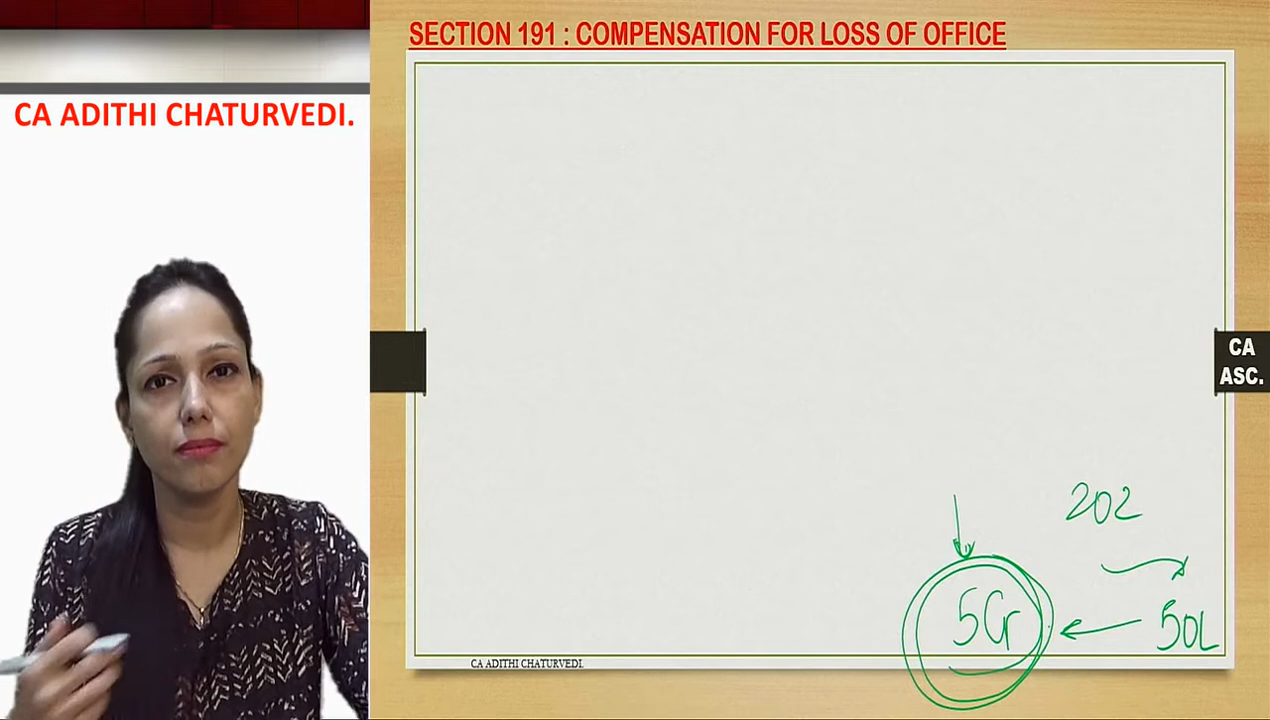 SECTION 191 : COMPENSATION FOR LOSS OF OFFICE
CA ADITHI CHATURVEDI.
CA
ASC.
202
5Cr
50L
CA ADITHI CHATURVEDI.